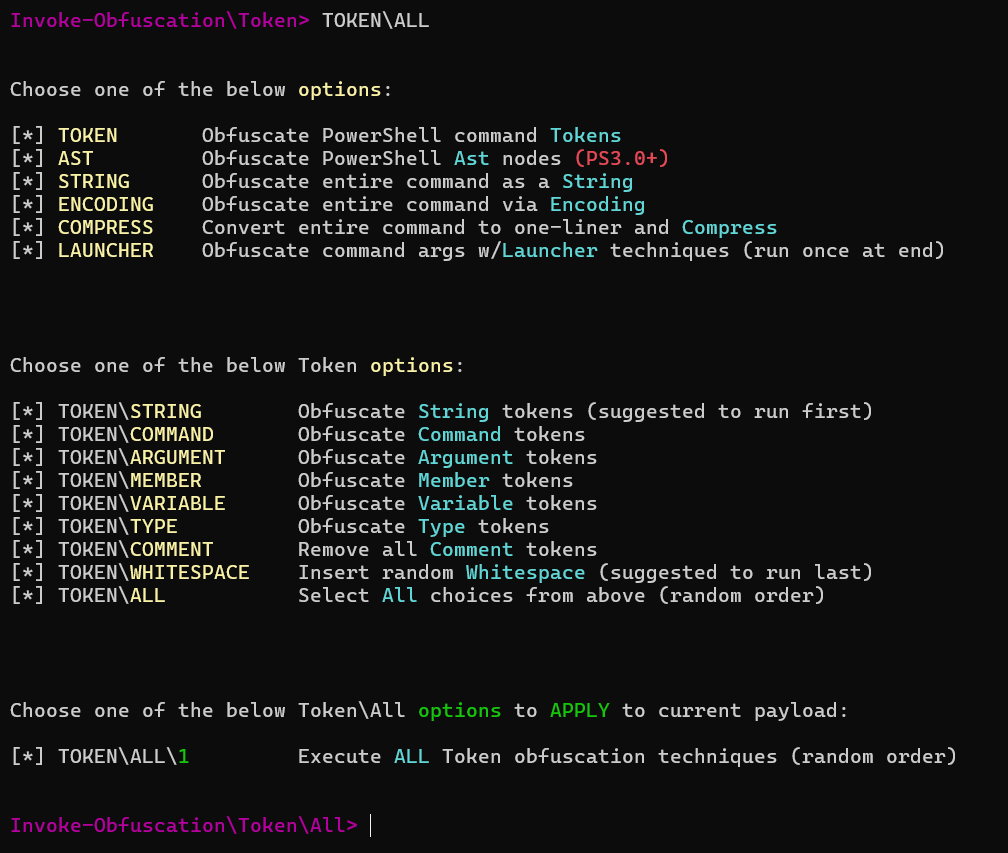 Invoke-Obfuscation\Token> TOKEN\ALL
Choose one of the below options:
[*] TOKEN Obfuscate PowerShell command Tokens
[*] AST Obfuscate PowerShell Ast nodes (PS3.0+)
[*] STRING Obfuscate entire command as a String
[*] ENCODING Obfuscate entire command via Encoding
[*] COMPRESS Convert entire command to one-liner and Compress
[*] LAUNCHER Obfuscate command args w/Launcher techniques (run once at end)
Choose one of the below Token options:
[*] TOKEN\STRING Obfuscate String tokens (suggested to run first)
[*] TOKEN\COMMAND Obfuscate Command tokens
[*] TOKEN\ARGUMENT Obfuscate Argument tokens
[*] TOKEN\MEMBER Obfuscate Member tokens
[*] TOKEN\VARIABLE Obfuscate Variable tokens
[*] TOKEN\TYPE Obfuscate Type tokens
[*] TOKEN\COMMENT Remove all Comment tokens
[*] TOKEN\WHITESPACE Insert random Whitespace (suggested to run last)
[*] TOKEN\ALL Select All choices from above (random order)
Choose one of the below Token\All options to APPLY to current payload:
[*] TOKEN\ALL\1 Execute ALL Token obfuscation techniques (random order)
Invoke-Obfuscation\Token\All>